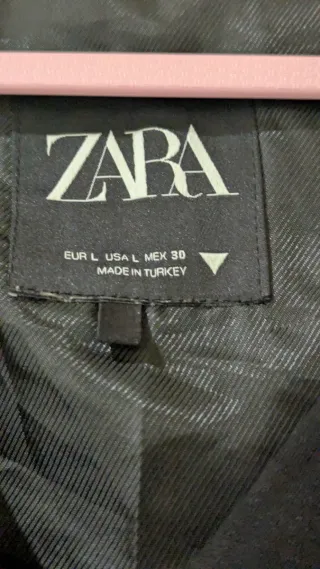 ZARA
EUR L USA L MEX 30
MADE IN TURKEY